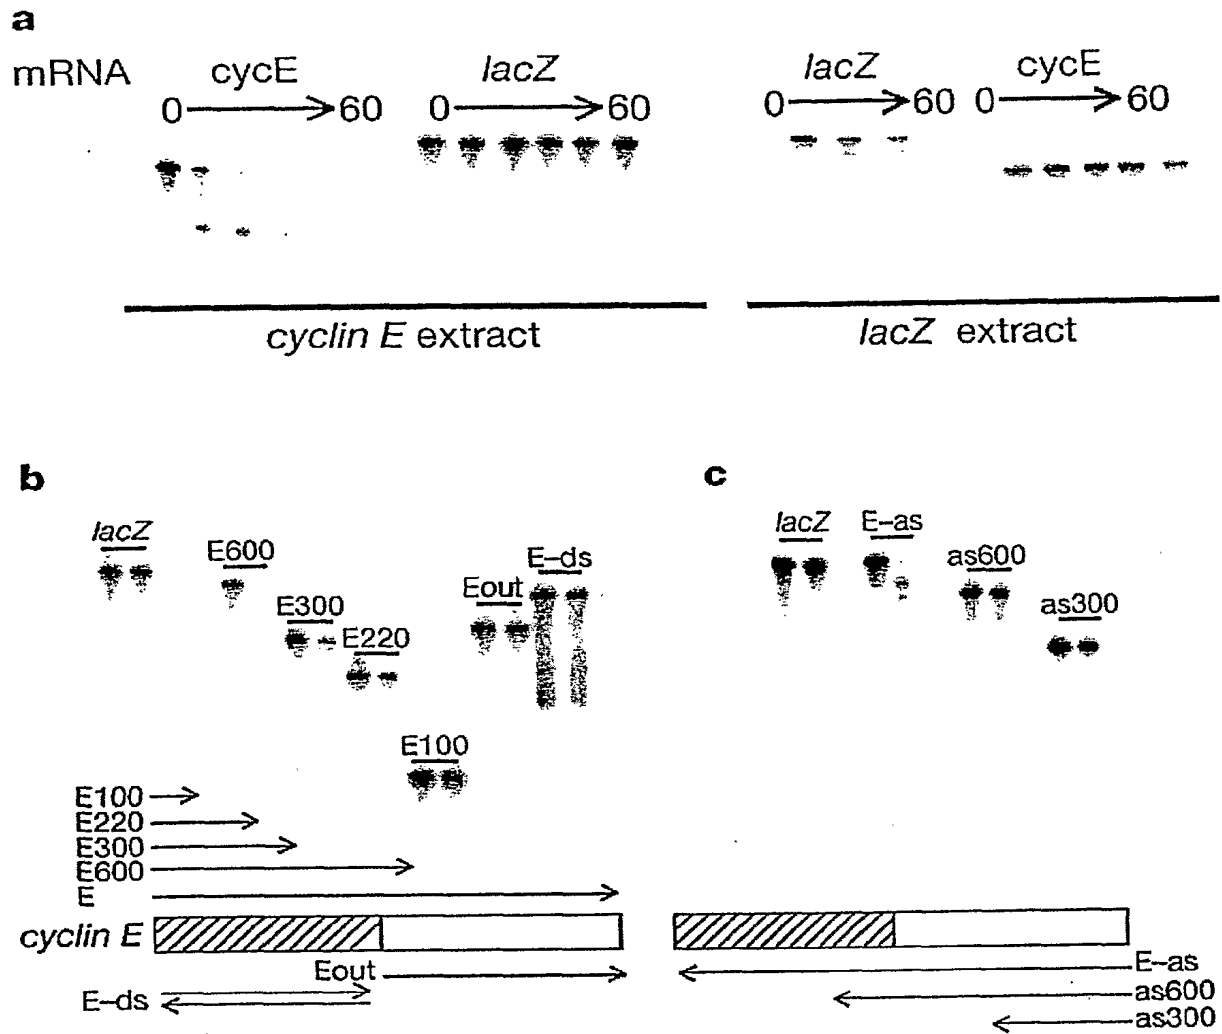 a
mRNA cycE lacZ lacZ cycE
0 60 0 60 0 60 0 60
cyclin E extract lacZ extract
b
lacZ
E600
E300
E220
E100
Eout
E–ds
E100
E220
E300
E600
E
cyclin E
Eout
E–ds
c
lacZ
E–as
as600
as300
E–as
as600
as300